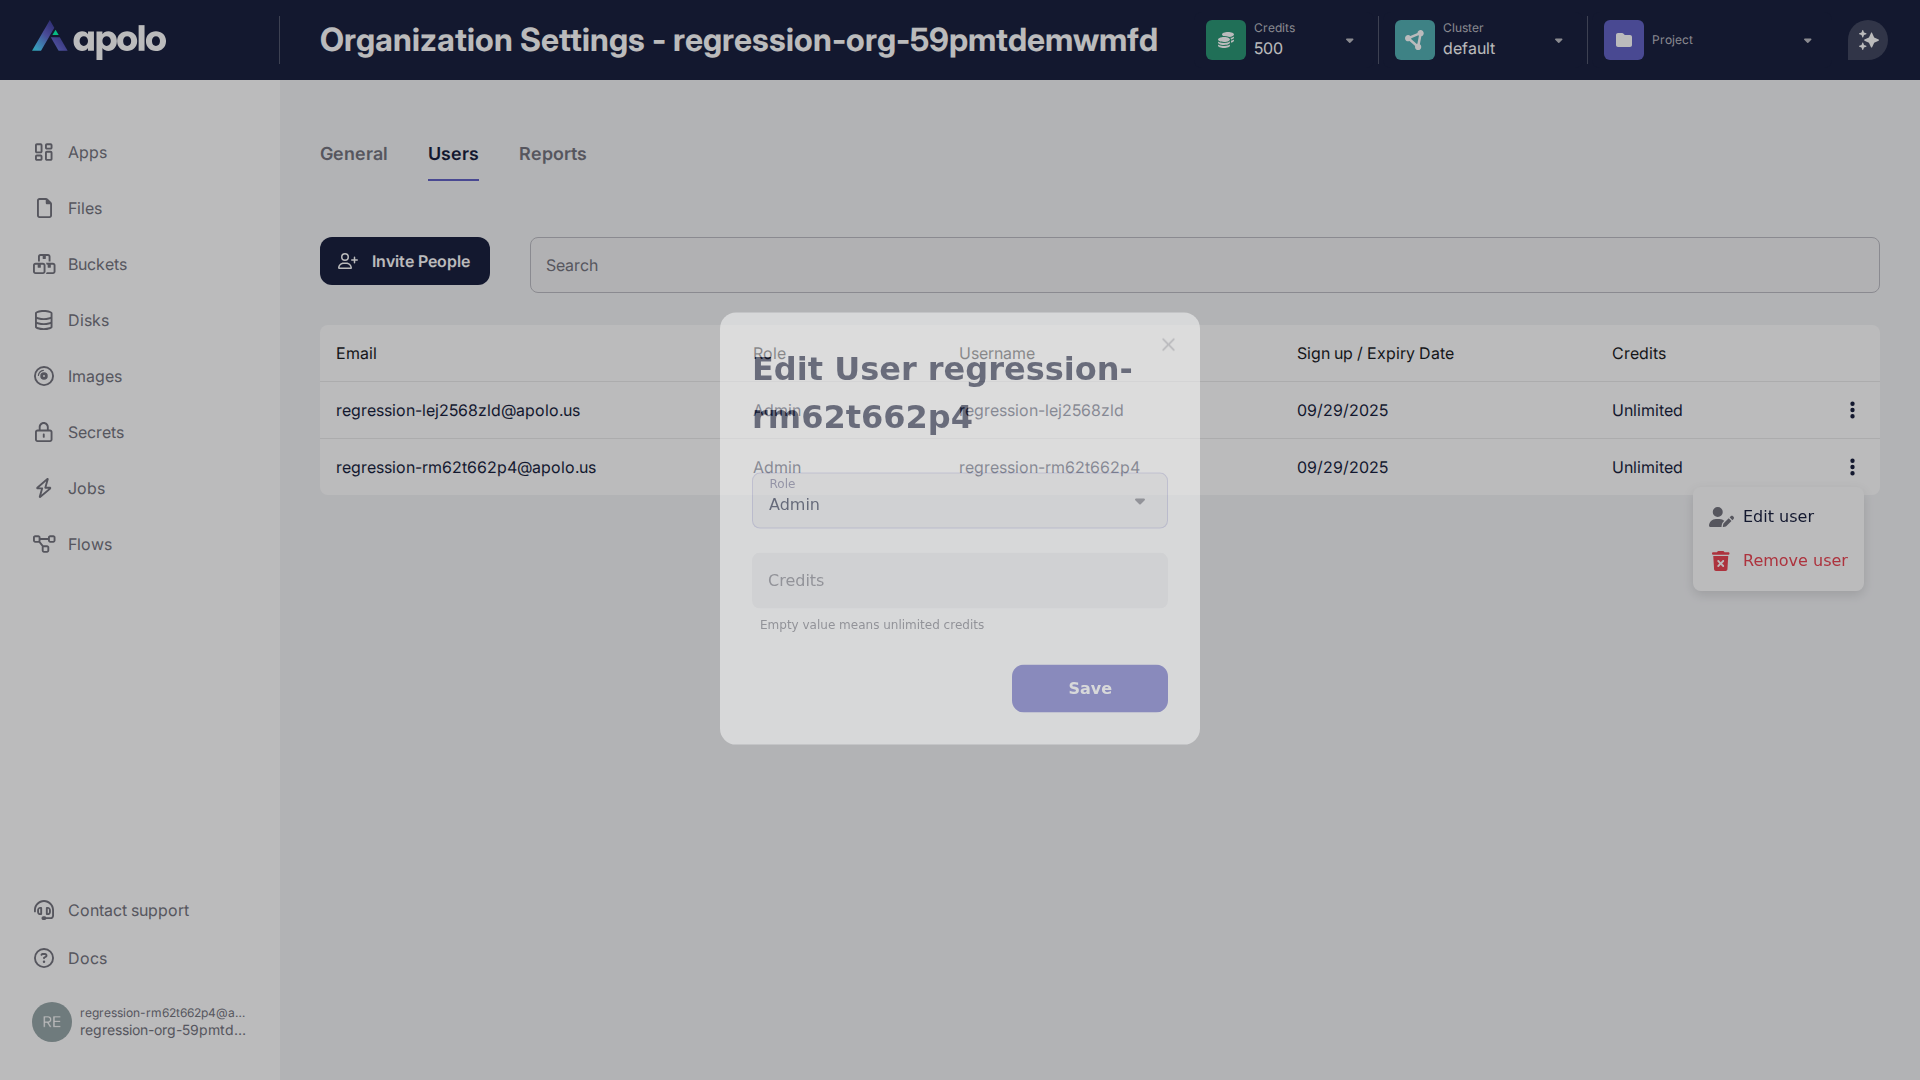 apolo
Organization Settings - regression-org-59pmtdemwmfd
Credits
500
Cluster
default
Project
Apps
Files
Buckets
Disks
Images
Secrets
Jobs
Flows
Contact support
Docs
RE
regression-rm62t662p4@a...
regression-org-59pmtd...
General
Users
Reports
Invite People
Search
Email
Role
Username
Sign up / Expiry Date
Credits
regression-lej2568zld@apolo.us
Admin
regression-lej2568zld
09/29/2025
Unlimited
regression-rm62t662p4@apolo.us
Admin
regression-rm62t662p4
09/29/2025
Unlimited
Edit user
Remove user
Edit User regression-
rm62t662p4
Role
Admin
Credits
Empty value means unlimited credits
Save